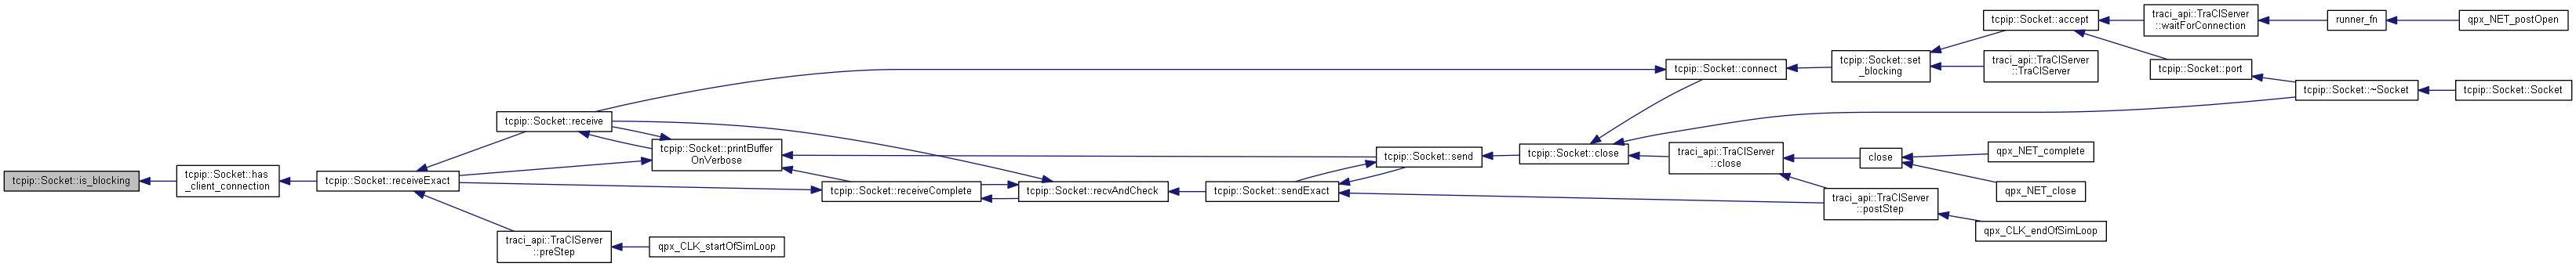 tcpip::Socket::is_blocking
tcpip::Socket::has
_client_connection
tcpip::Socket::receiveExact
tcpip::Socket::receive
traci_api::TraCIServer
::preStep
tcpip::Socket::printBuffer
OnVerbose
qpx_CLK_startOfSimLoop
tcpip::Socket::receiveComplete
tcpip::Socket::recvAndCheck
tcpip::Socket::sendExact
tcpip::Socket::send
tcpip::Socket::close
tcpip::Socket::connect
traci_api::TraCIServer
::close
tcpip::Socket::set
_blocking
close
traci_api::TraCIServer
::postStep
tcpip::Socket::accept
traci_api::TraCIServer
::TraCIServer
qpx_NET_complete
qpx_NET_close
qpx_CLK_endOfSimLoop
traci_api::TraCIServer
::waitForConnection
tcpip::Socket::port
runner_fn
tcpip::Socket::~Socket
qpx_NET_postOpen
tcpip::Socket::Socket